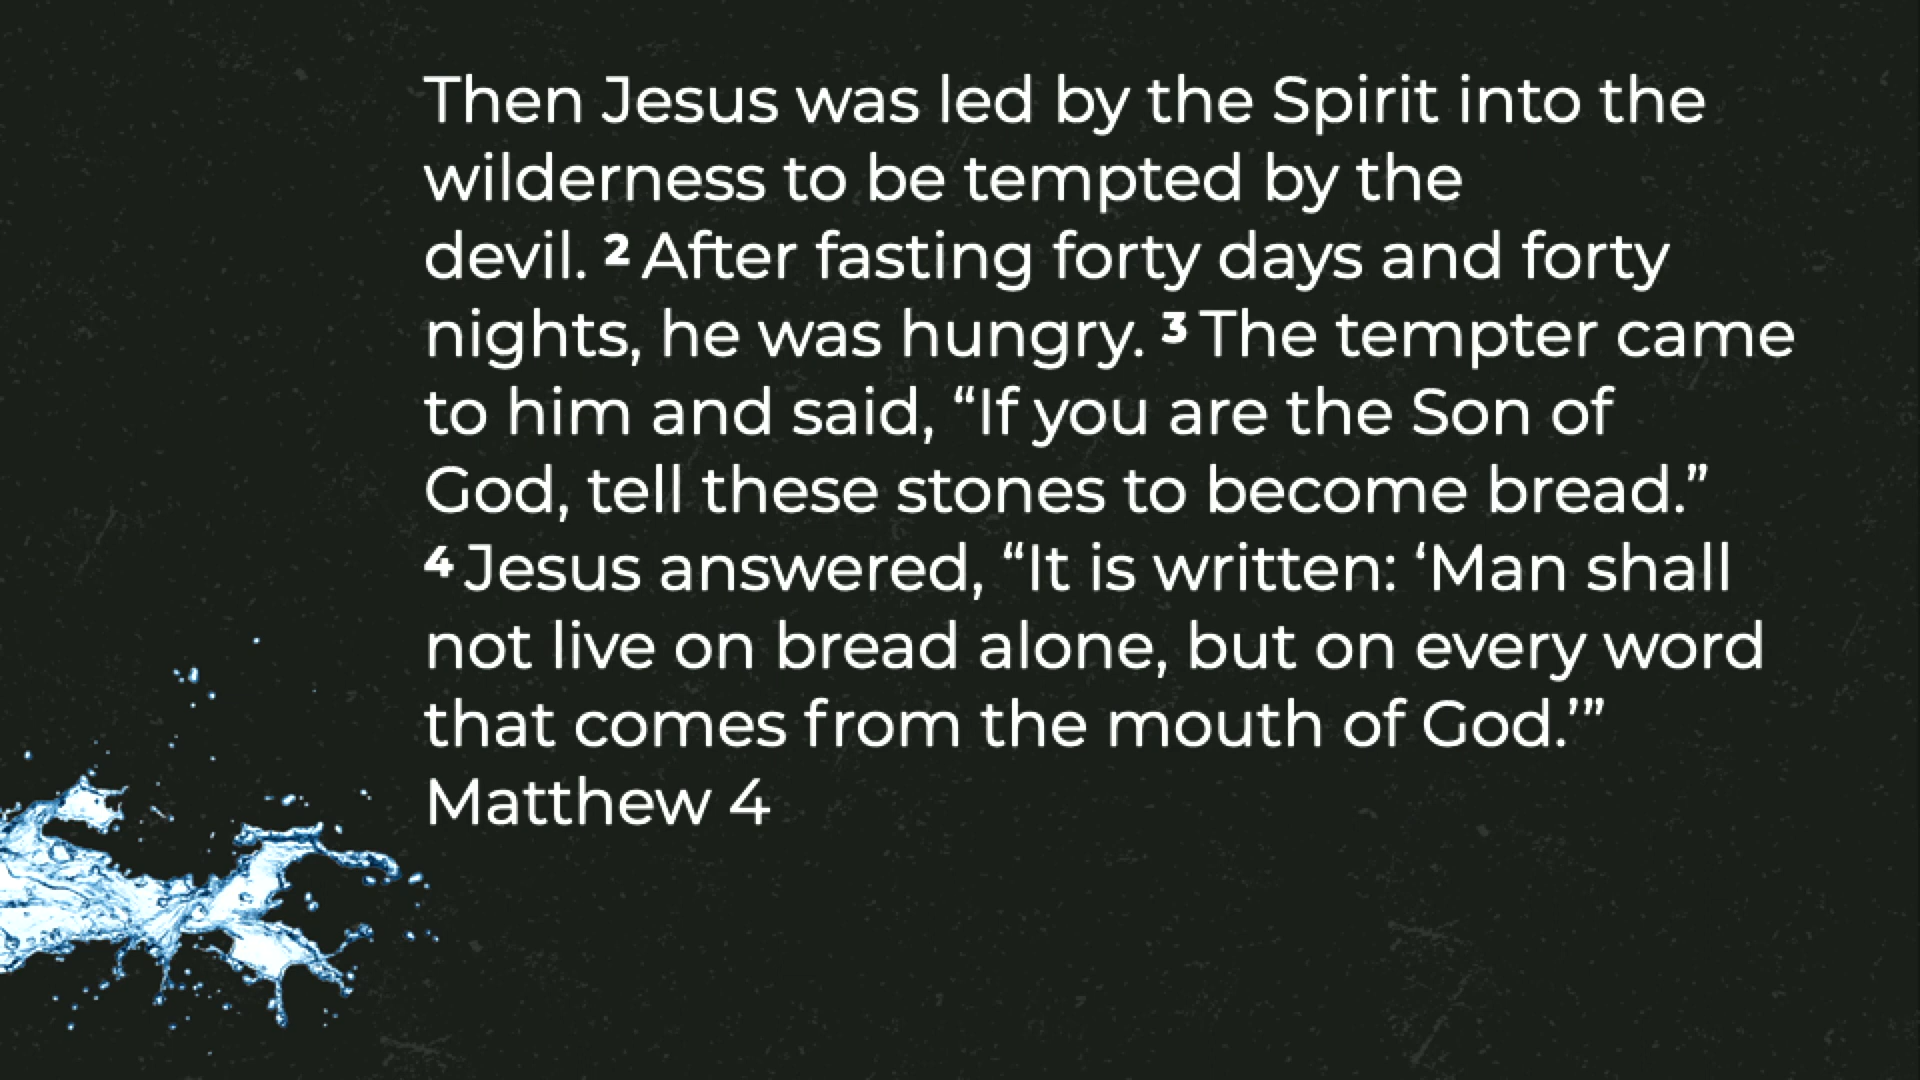 Then Jesus was led by the Spirit into the
wilderness to be tempted by the
devil. ² After fasting forty days and forty
nights, he was hungry. ³ The tempter came
to him and said, “If you are the Son of
God, tell these stones to become bread.”
⁴ Jesus answered, “It is written: ‘Man shall
not live on bread alone, but on every word
that comes from the mouth of God.’”
Matthew 4